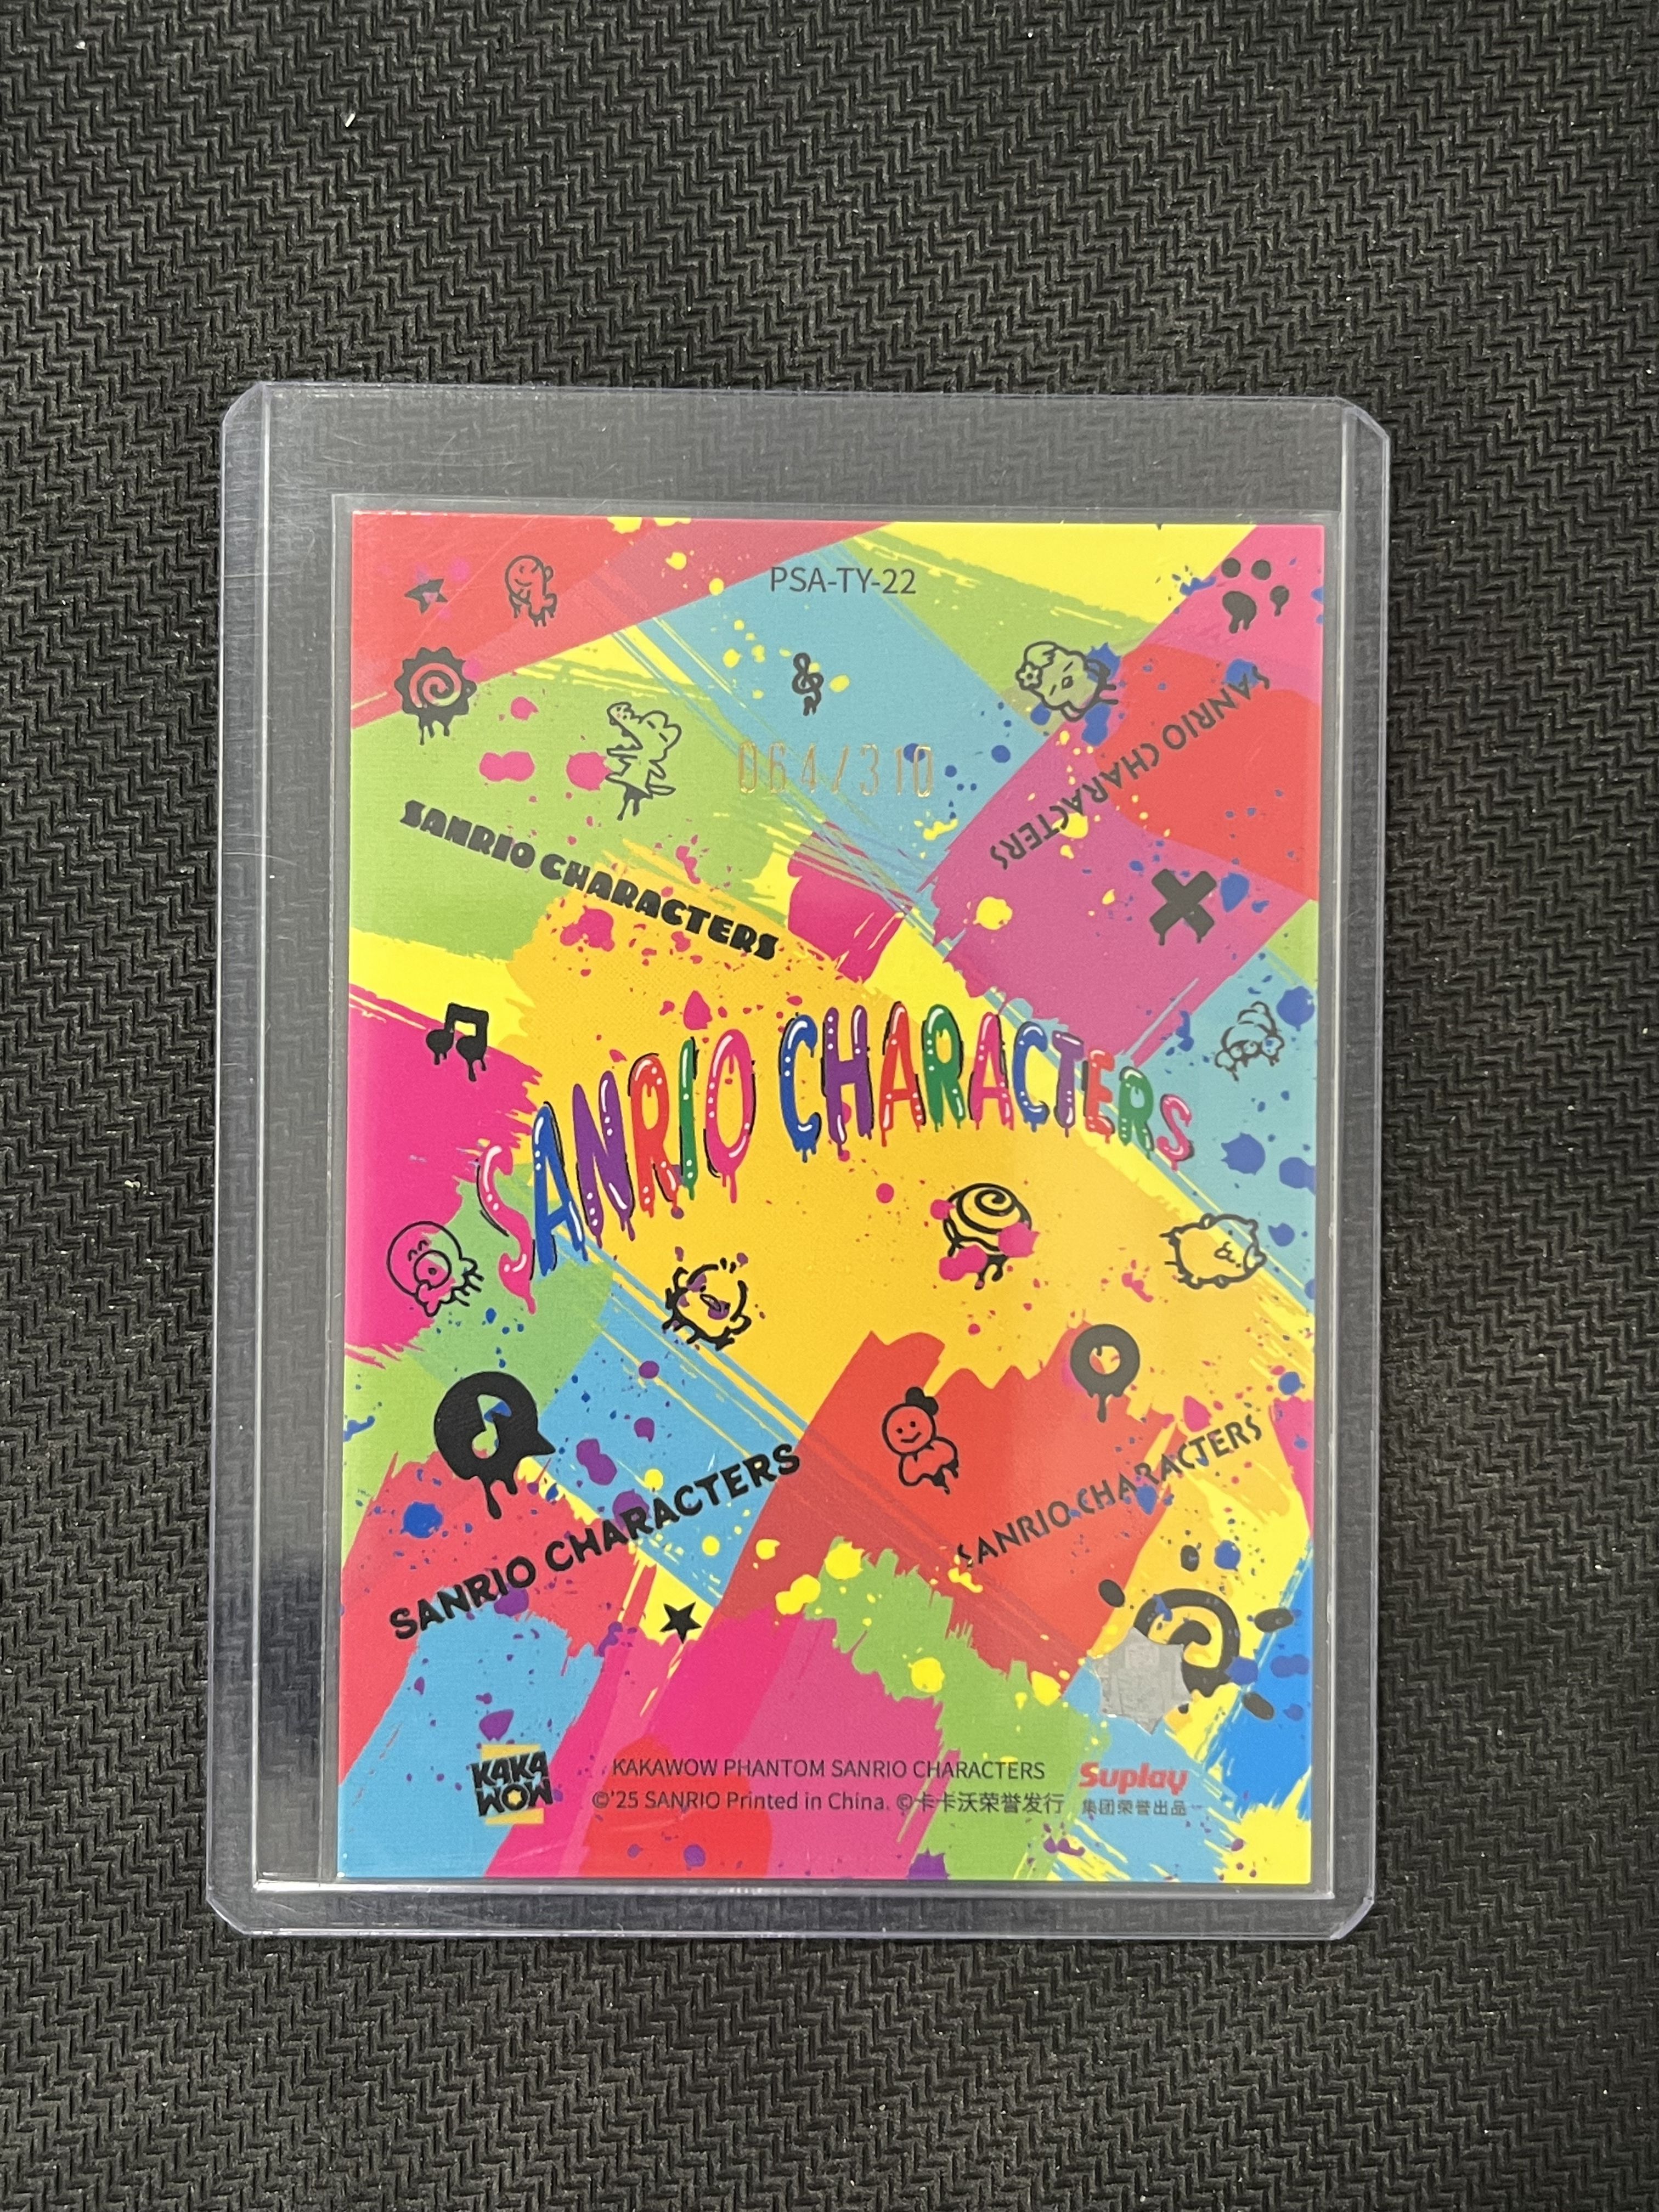 PSA-TY-22
SANRIO CHARACTERS
064/310
SANRIO CHARACTERS
SANRIO CHARACTERS
SANRIO CHARACTERS
SANRIO CHARACTERS
KAKA
WOW
KAKAWOW PHANTOM SANRIO CHARACTERS
©'25 SANRIO Printed in China. ©卡卡沃荣誉发行
Suplay
集团荣誉出品